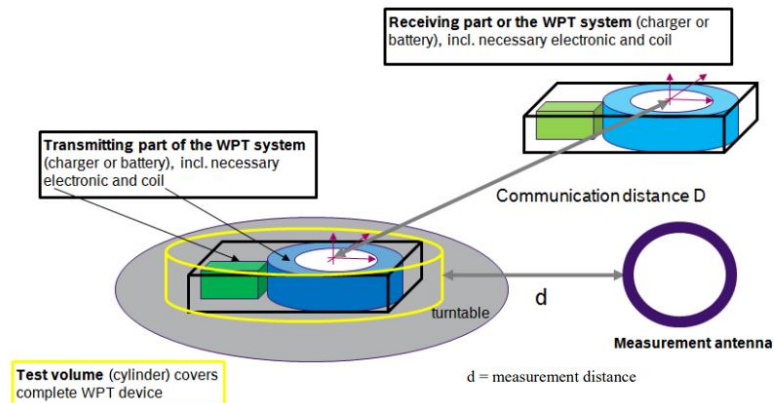 Receiving part or the WPT system (charger or
battery), incl. necessary electronic and coil
Transmitting part of the WPT system
(charger or battery), incl. necessary
electronic and coil
Communication distance D
turntable
d
Measurement antenna
Test volume (cylinder) covers
complete WPT device
d = measurement distance